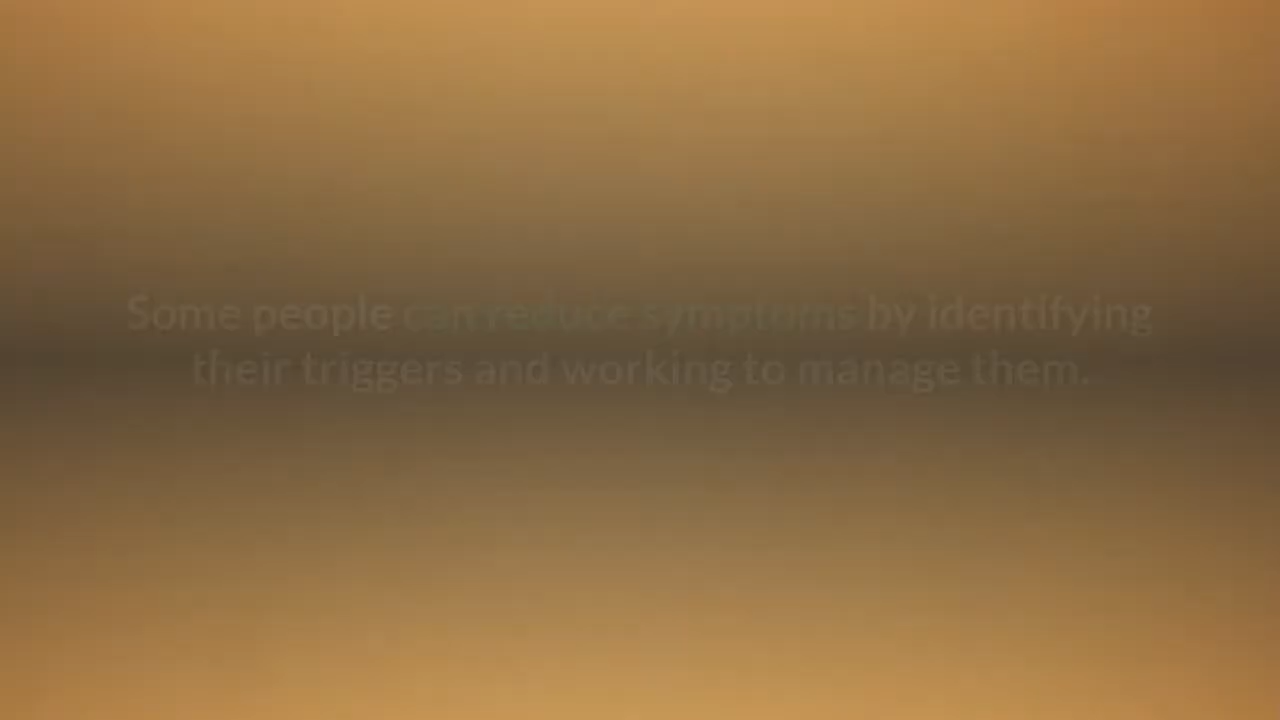 Some people can reduce symptoms by identifying
their triggers and working to manage them.